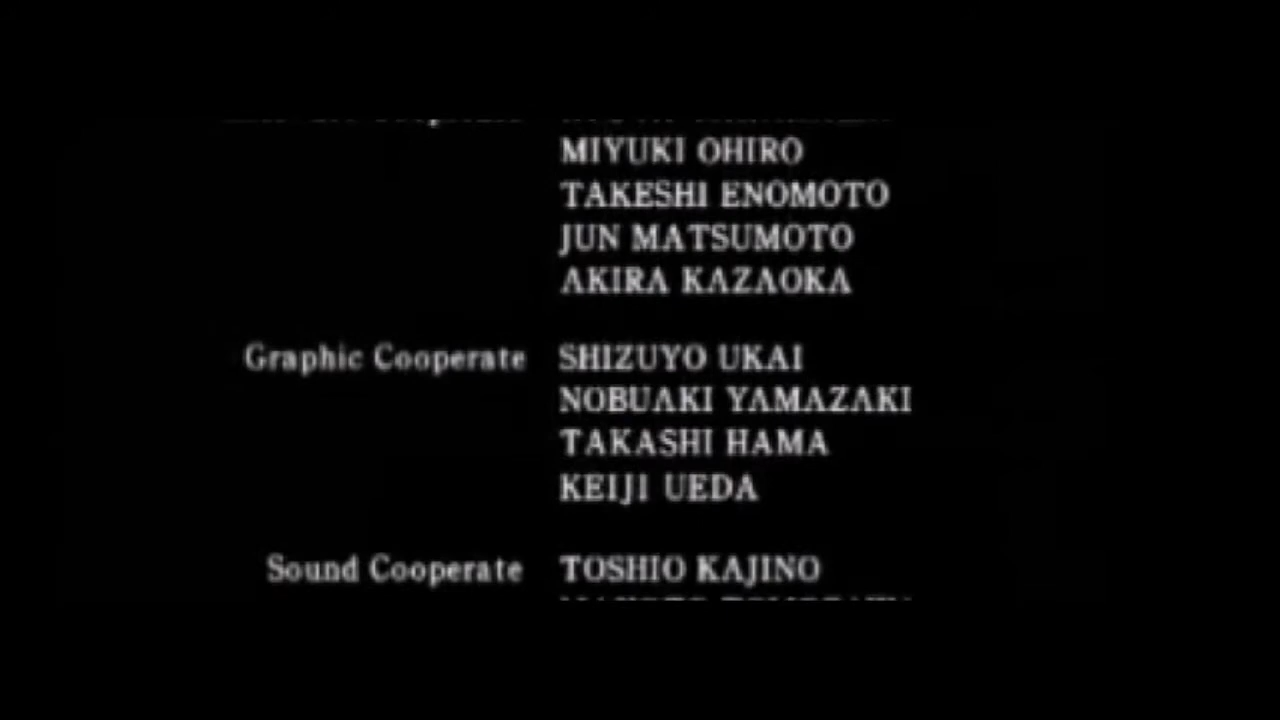 MIYUKI OHIRO
TAKESHI ENOMOTO
JUN MATSUMOTO
AKIRA KAZAOKA
Graphic Cooperate SHIZUYO UKAI
NOBUAKI YAMAZAKI
TAKASHI HAMA
KEIJI UEDA
Sound Cooperate TOSHIO KAJINO